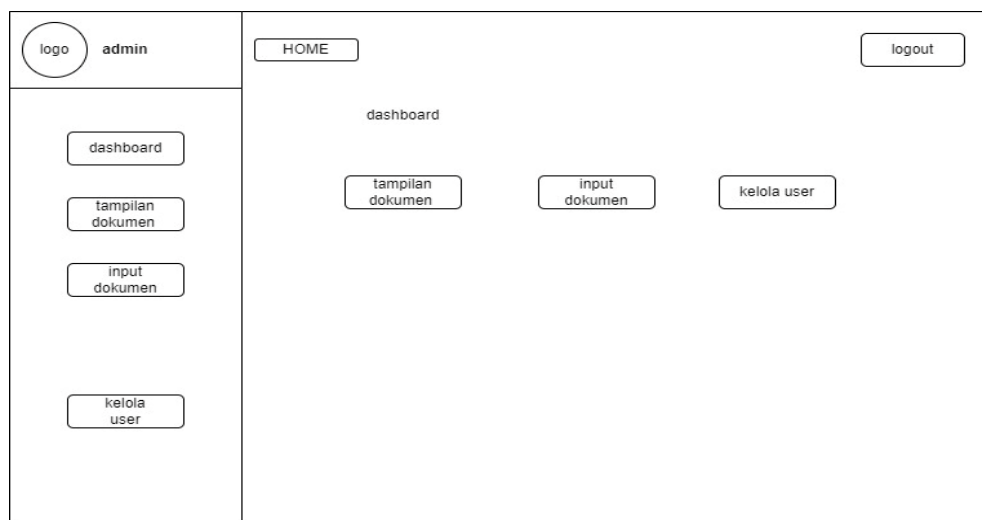 logo
admin
HOME
logout
dashboard
dashboard
tampilan
dokumen
input
dokumen
kelola user
tampilan
dokumen
input
dokumen
kelola
user